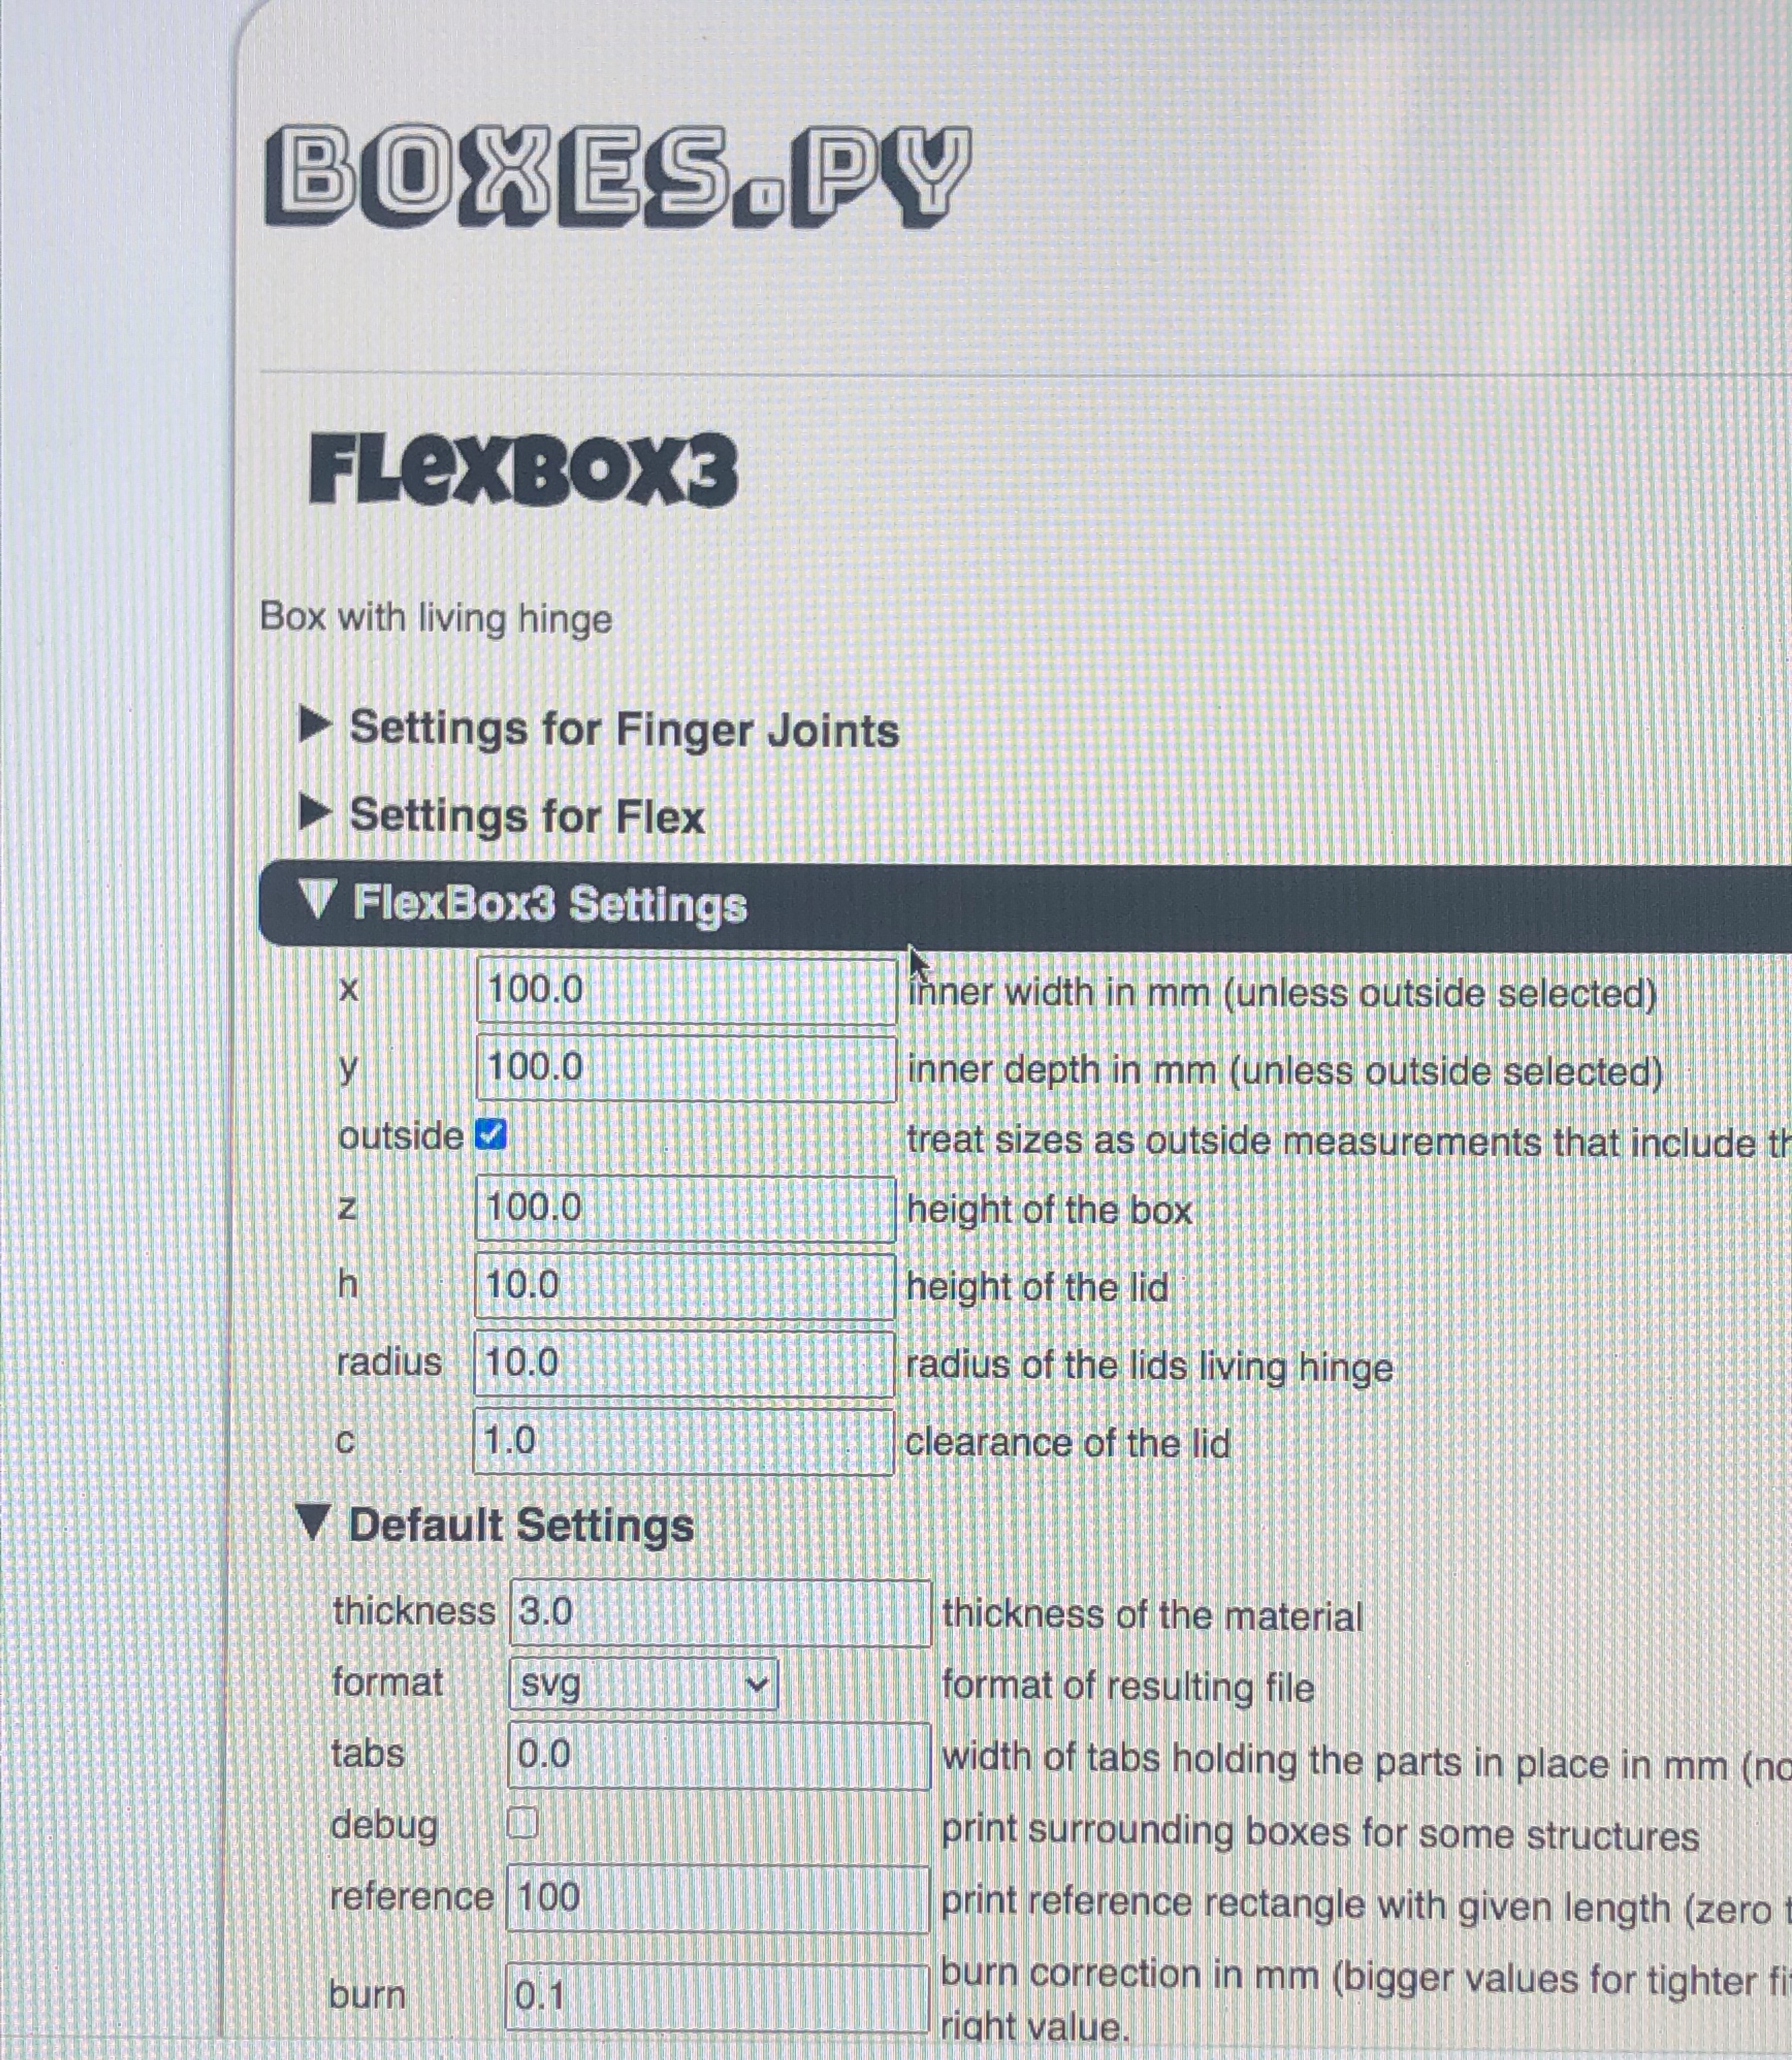 BOXES.PY
FLeXBOX3
Box with living hinge
▶ Settings for Finger Joints
▶ Settings for Flex
▼ FlexBox3 Settings
x 100.0 inner width in mm (unless outside selected)
y 100.0 inner depth in mm (unless outside selected)
outside treat sizes as outside measurements that include
z 100.0 height of the box
h 10.0 height of the lid
radius 10.0 radius of the lids living hinge
c 1.0 clearance of the lid
▼ Default Settings
thickness 3.0 thickness of the material
format svg format of resulting file
tabs 0.0 width of tabs holding the parts in place in mm
debug print surrounding boxes for some structures
reference 100 print reference rectangle with given length (zero
burn 0.1 burn correction in mm (bigger values for tighter
right value.